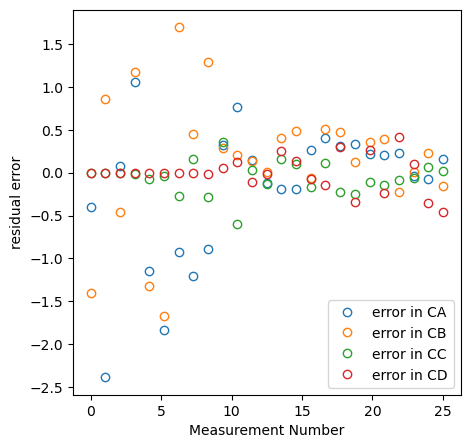 1.5
1.0
0.5
0.0
−0.5
−1.0
−1.5
−2.0
−2.5
residual error
0
5
10
15
20
25
Measurement Number
error in CA
error in CB
error in CC
error in CD